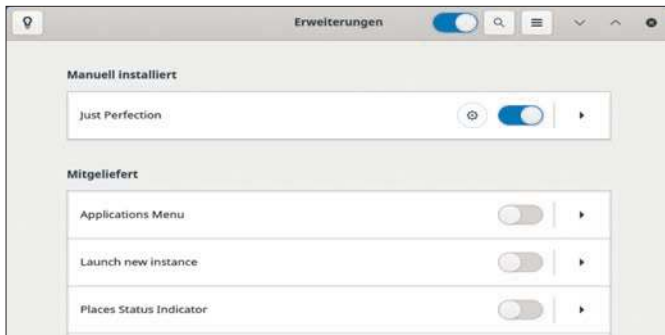 Erweiterungen
Manuell installiert
Just Perfection
Mitgeliefert
Applications Menu
Launch new instance
Places Status Indicator